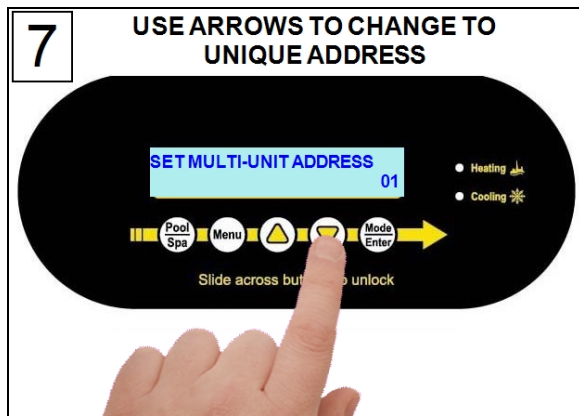 7
USE ARROWS TO CHANGE TO
UNIQUE ADDRESS
SET MULTI-UNIT ADDRESS
01
Heating
Cooling
Pool
Spa
Menu
Mode
Enter
Slide across but o unlock